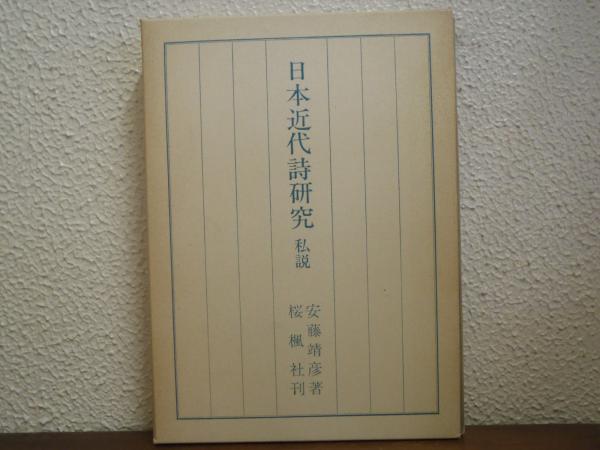 日本近代詩研究 私説
安藤靖彦著
桜楓社刊